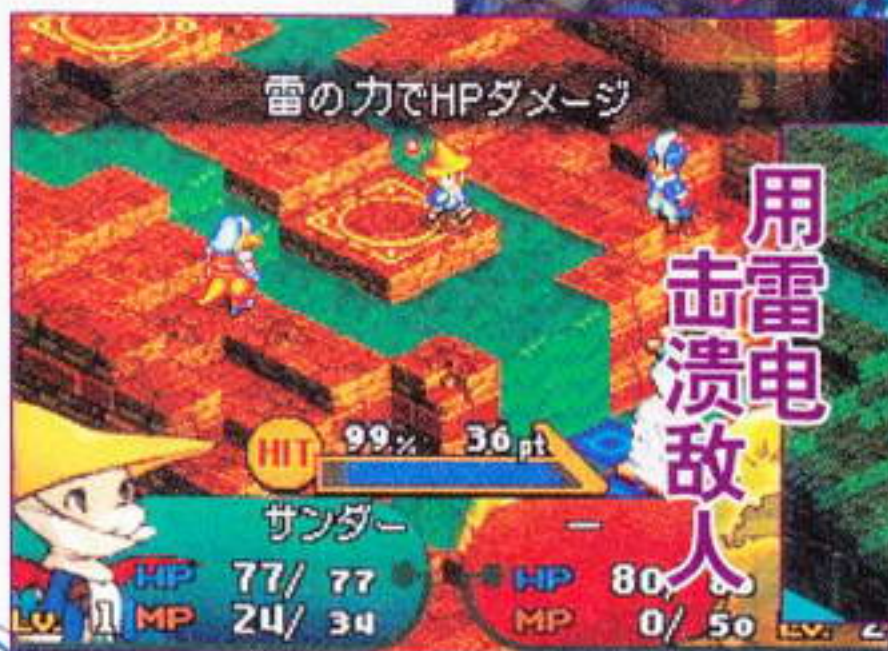 雷の力でHPダメージ
用雷电
击溃敌人
HIT 99% 36pt
サンダー
ー
HP 77/ 77
HP 80/
Lv. 1 MP 24/ 34
MP 0/ 50
Lv. 2